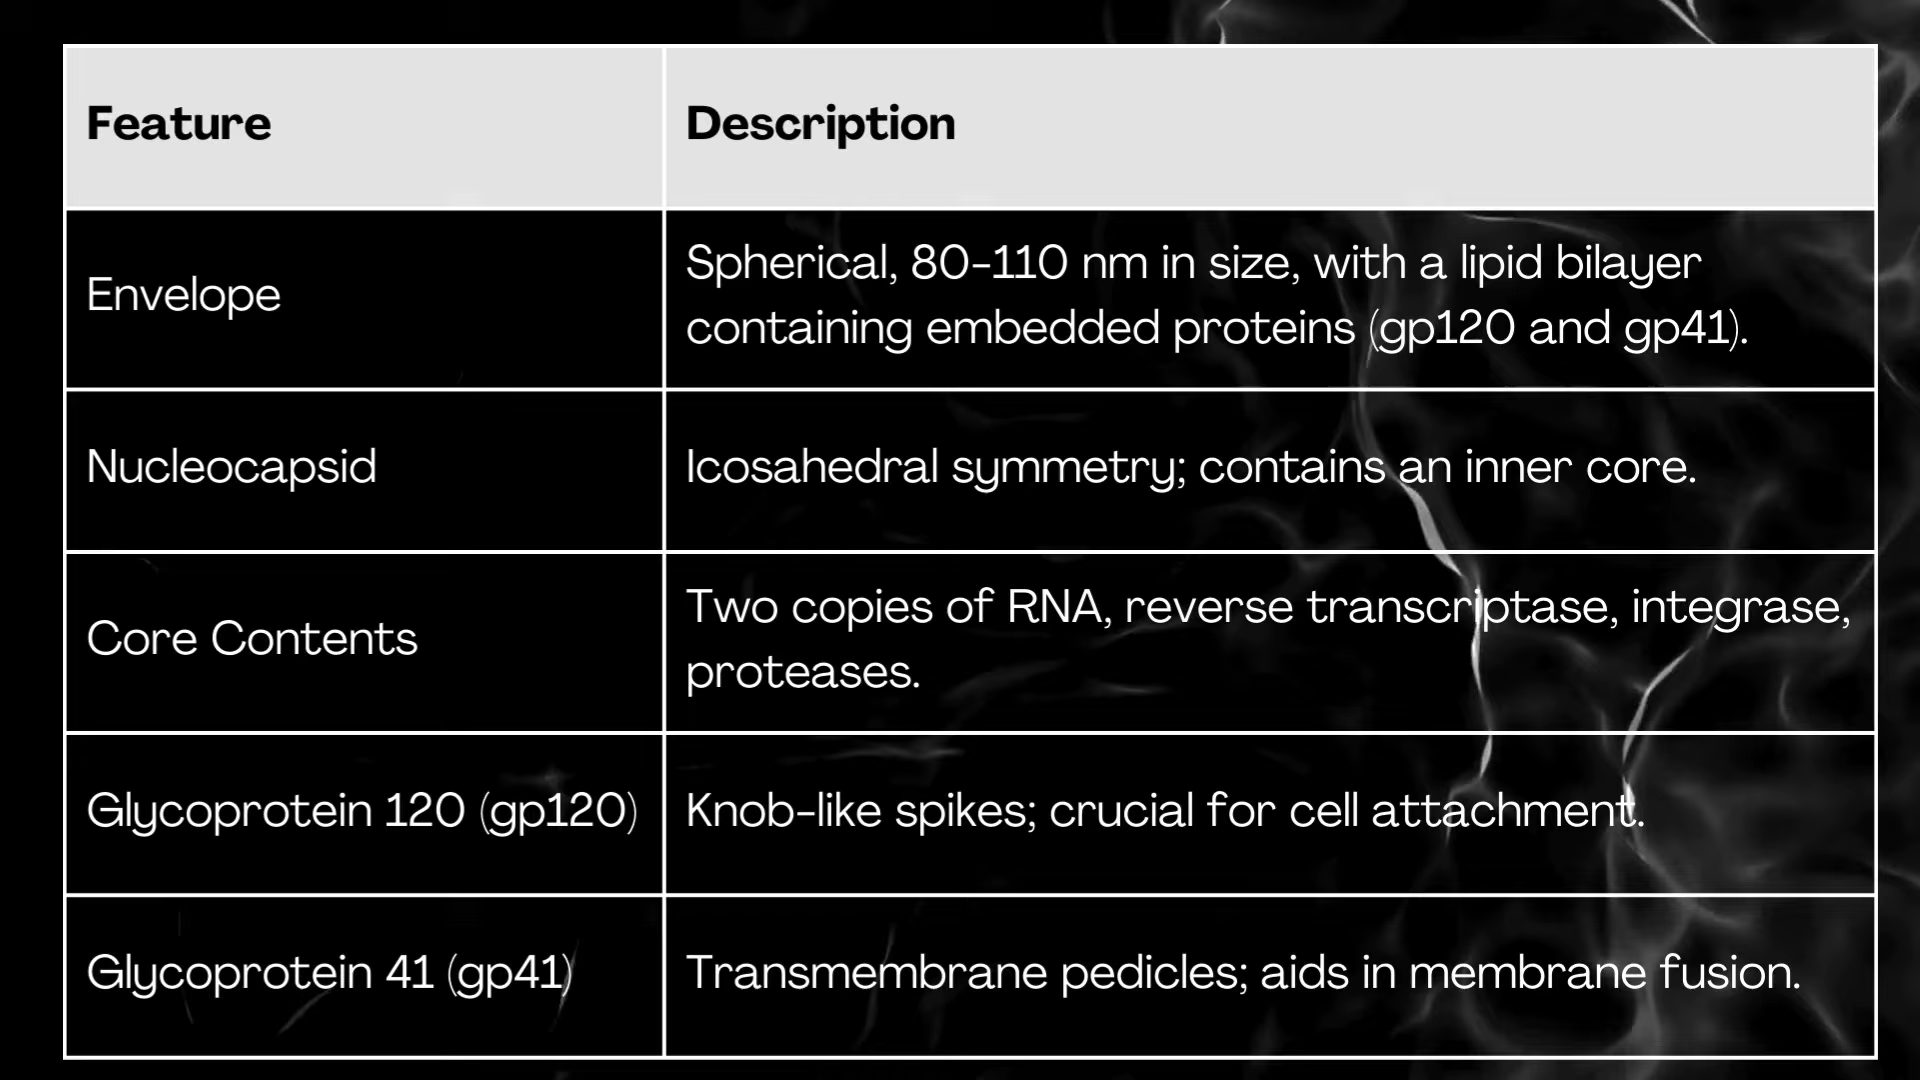 Feature
Description
Envelope
Spherical, 80-110 nm in size, with a lipid bilayer
containing embedded proteins (gp120 and gp41).
Nucleocapsid
Icosahedral symmetry; contains an inner core.
Core Contents
Two copies of RNA, reverse transcriptase, integrase,
proteases.
Glycoprotein 120 (gp120)
Knob-like spikes; crucial for cell attachment.
Glycoprotein 41 (gp41)
Transmembrane pedicles; aids in membrane fusion.